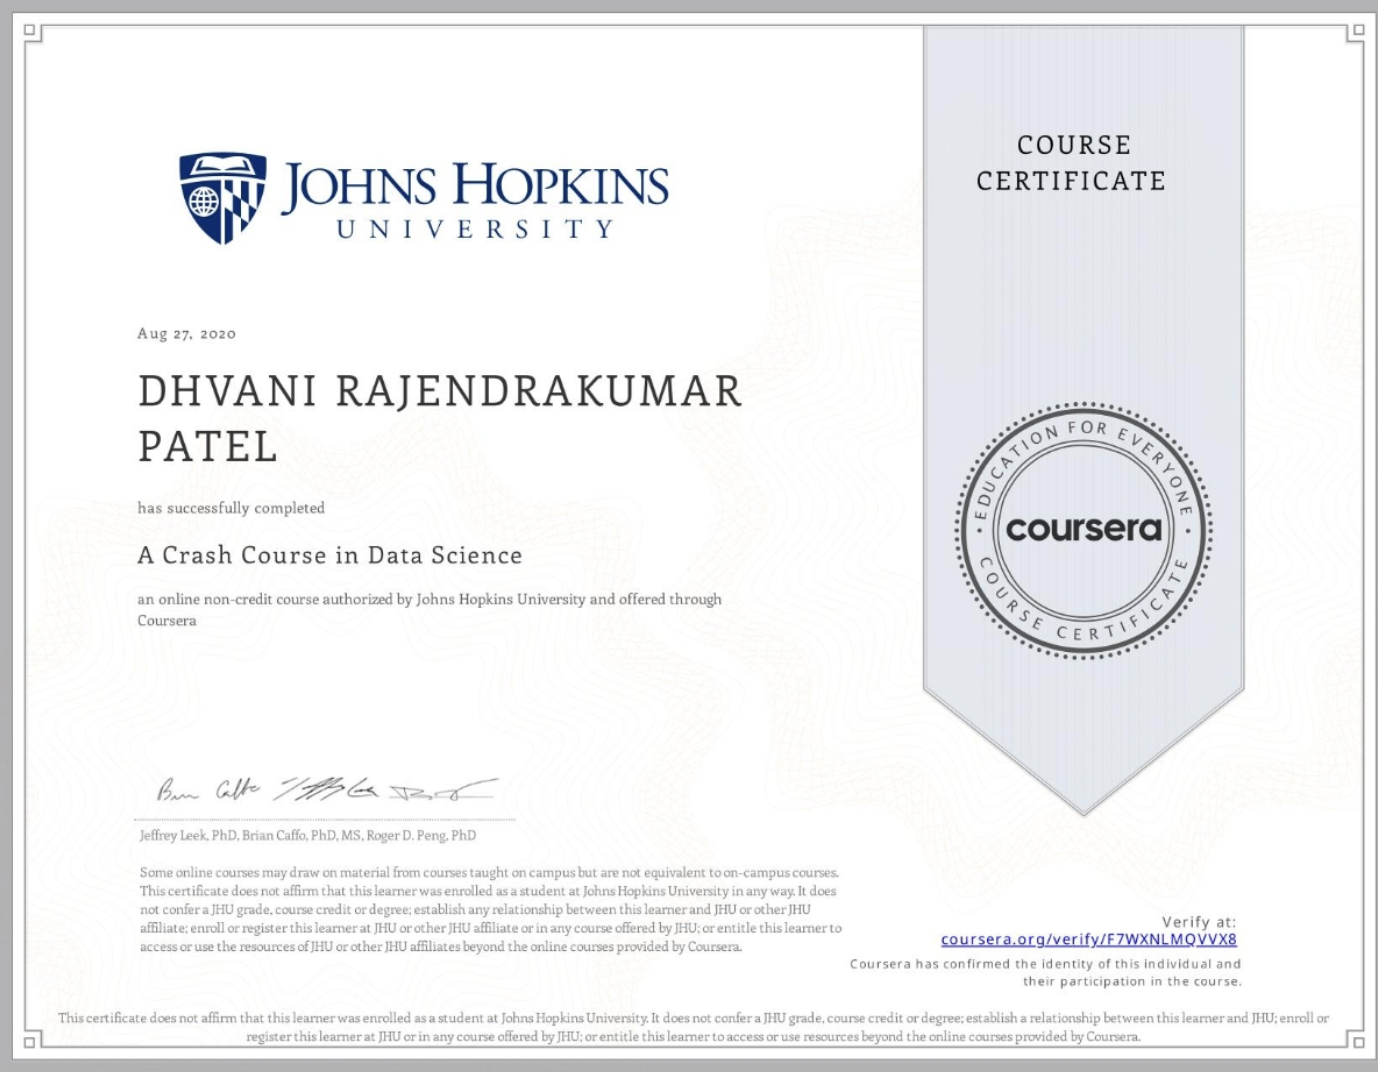 JOHNS HOPKINS
UNIVERSITY
COURSE
CERTIFICATE
Aug 27, 2020
DHVANI RAJENDRAKUMAR
PATEL
has successfully completed
A Crash Course in Data Science
an online non-credit course authorized by Johns Hopkins University and offered through
Coursera
EDUCATION FOR EVERYONE
coursera
COURSE CERTIFICATE
Jeffrey Leek, PhD, Brian Caffo, PhD, MS, Roger D. Peng, PhD
Some online courses may draw on material from courses taught on campus but are not equivalent to on-campus courses.
This certificate does not affirm that this learner was enrolled as a student at Johns Hopkins University in any way. It does
not confer a JHU grade, course credit or degree; establish any relationship between this learner and JHU or other JHU
affiliate; enroll or register this learner at JHU or other JHU affiliate or in any course offered by JHU; or entitle this learner to
access or use the resources of JHU or other JHU affiliates beyond the online courses provided by Coursera.
Verify at:
coursera.org/verify/F7WXNLMQVVX8
Coursera has confirmed the identity of this individual and
their participation in the course.
This certificate does not affirm that this learner was enrolled as a student at Johns Hopkins University. It does not confer a JHU grade, course credit or degree; establish a relationship between this learner and JHU; enroll or
register this learner at JHU or in any course offered by JHU; or entitle this learner to access or use resources beyond the online courses provided by Coursera.